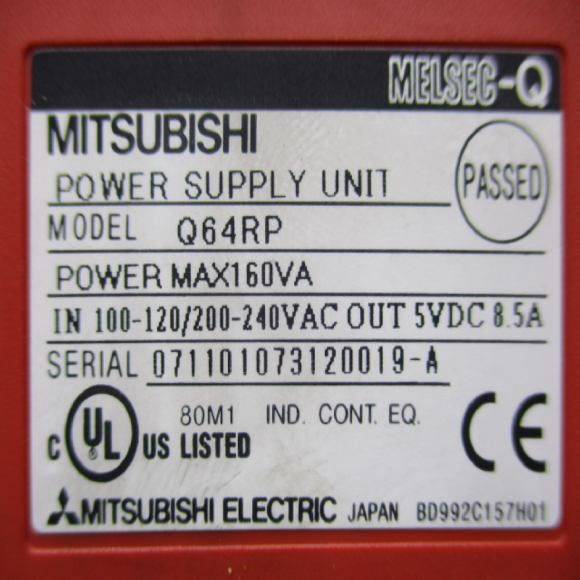 MELSEC-Q
MITSUBISHI
POWER SUPPLY UNIT
PASSED
MODEL Q64RP
POWER MAX160VA
IN 100-120/200-240VAC OUT 5VDC 8.5A
SERIAL 071101073120019-A
80M1 IND. CONT. EQ.
C UL US LISTED
CE
MITSUBISHI ELECTRIC JAPAN BD992C157H01